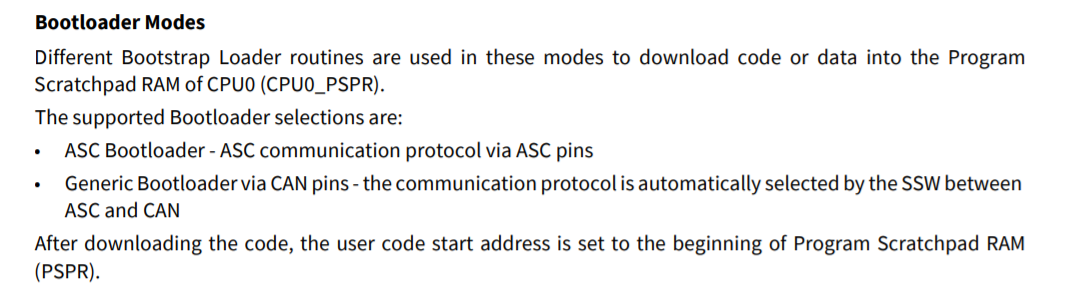 Bootloader Modes
Different Bootstrap Loader routines are used in these modes to download code or data into the Program
Scratchpad RAM of CPU0 (CPU0_PSPR).
The supported Bootloader selections are:
• ASC Bootloader - ASC communication protocol via ASC pins
• Generic Bootloader via CAN pins - the communication protocol is automatically selected by the SSW between
ASC and CAN
After downloading the code, the user code start address is set to the beginning of Program Scratchpad RAM
(PSPR).